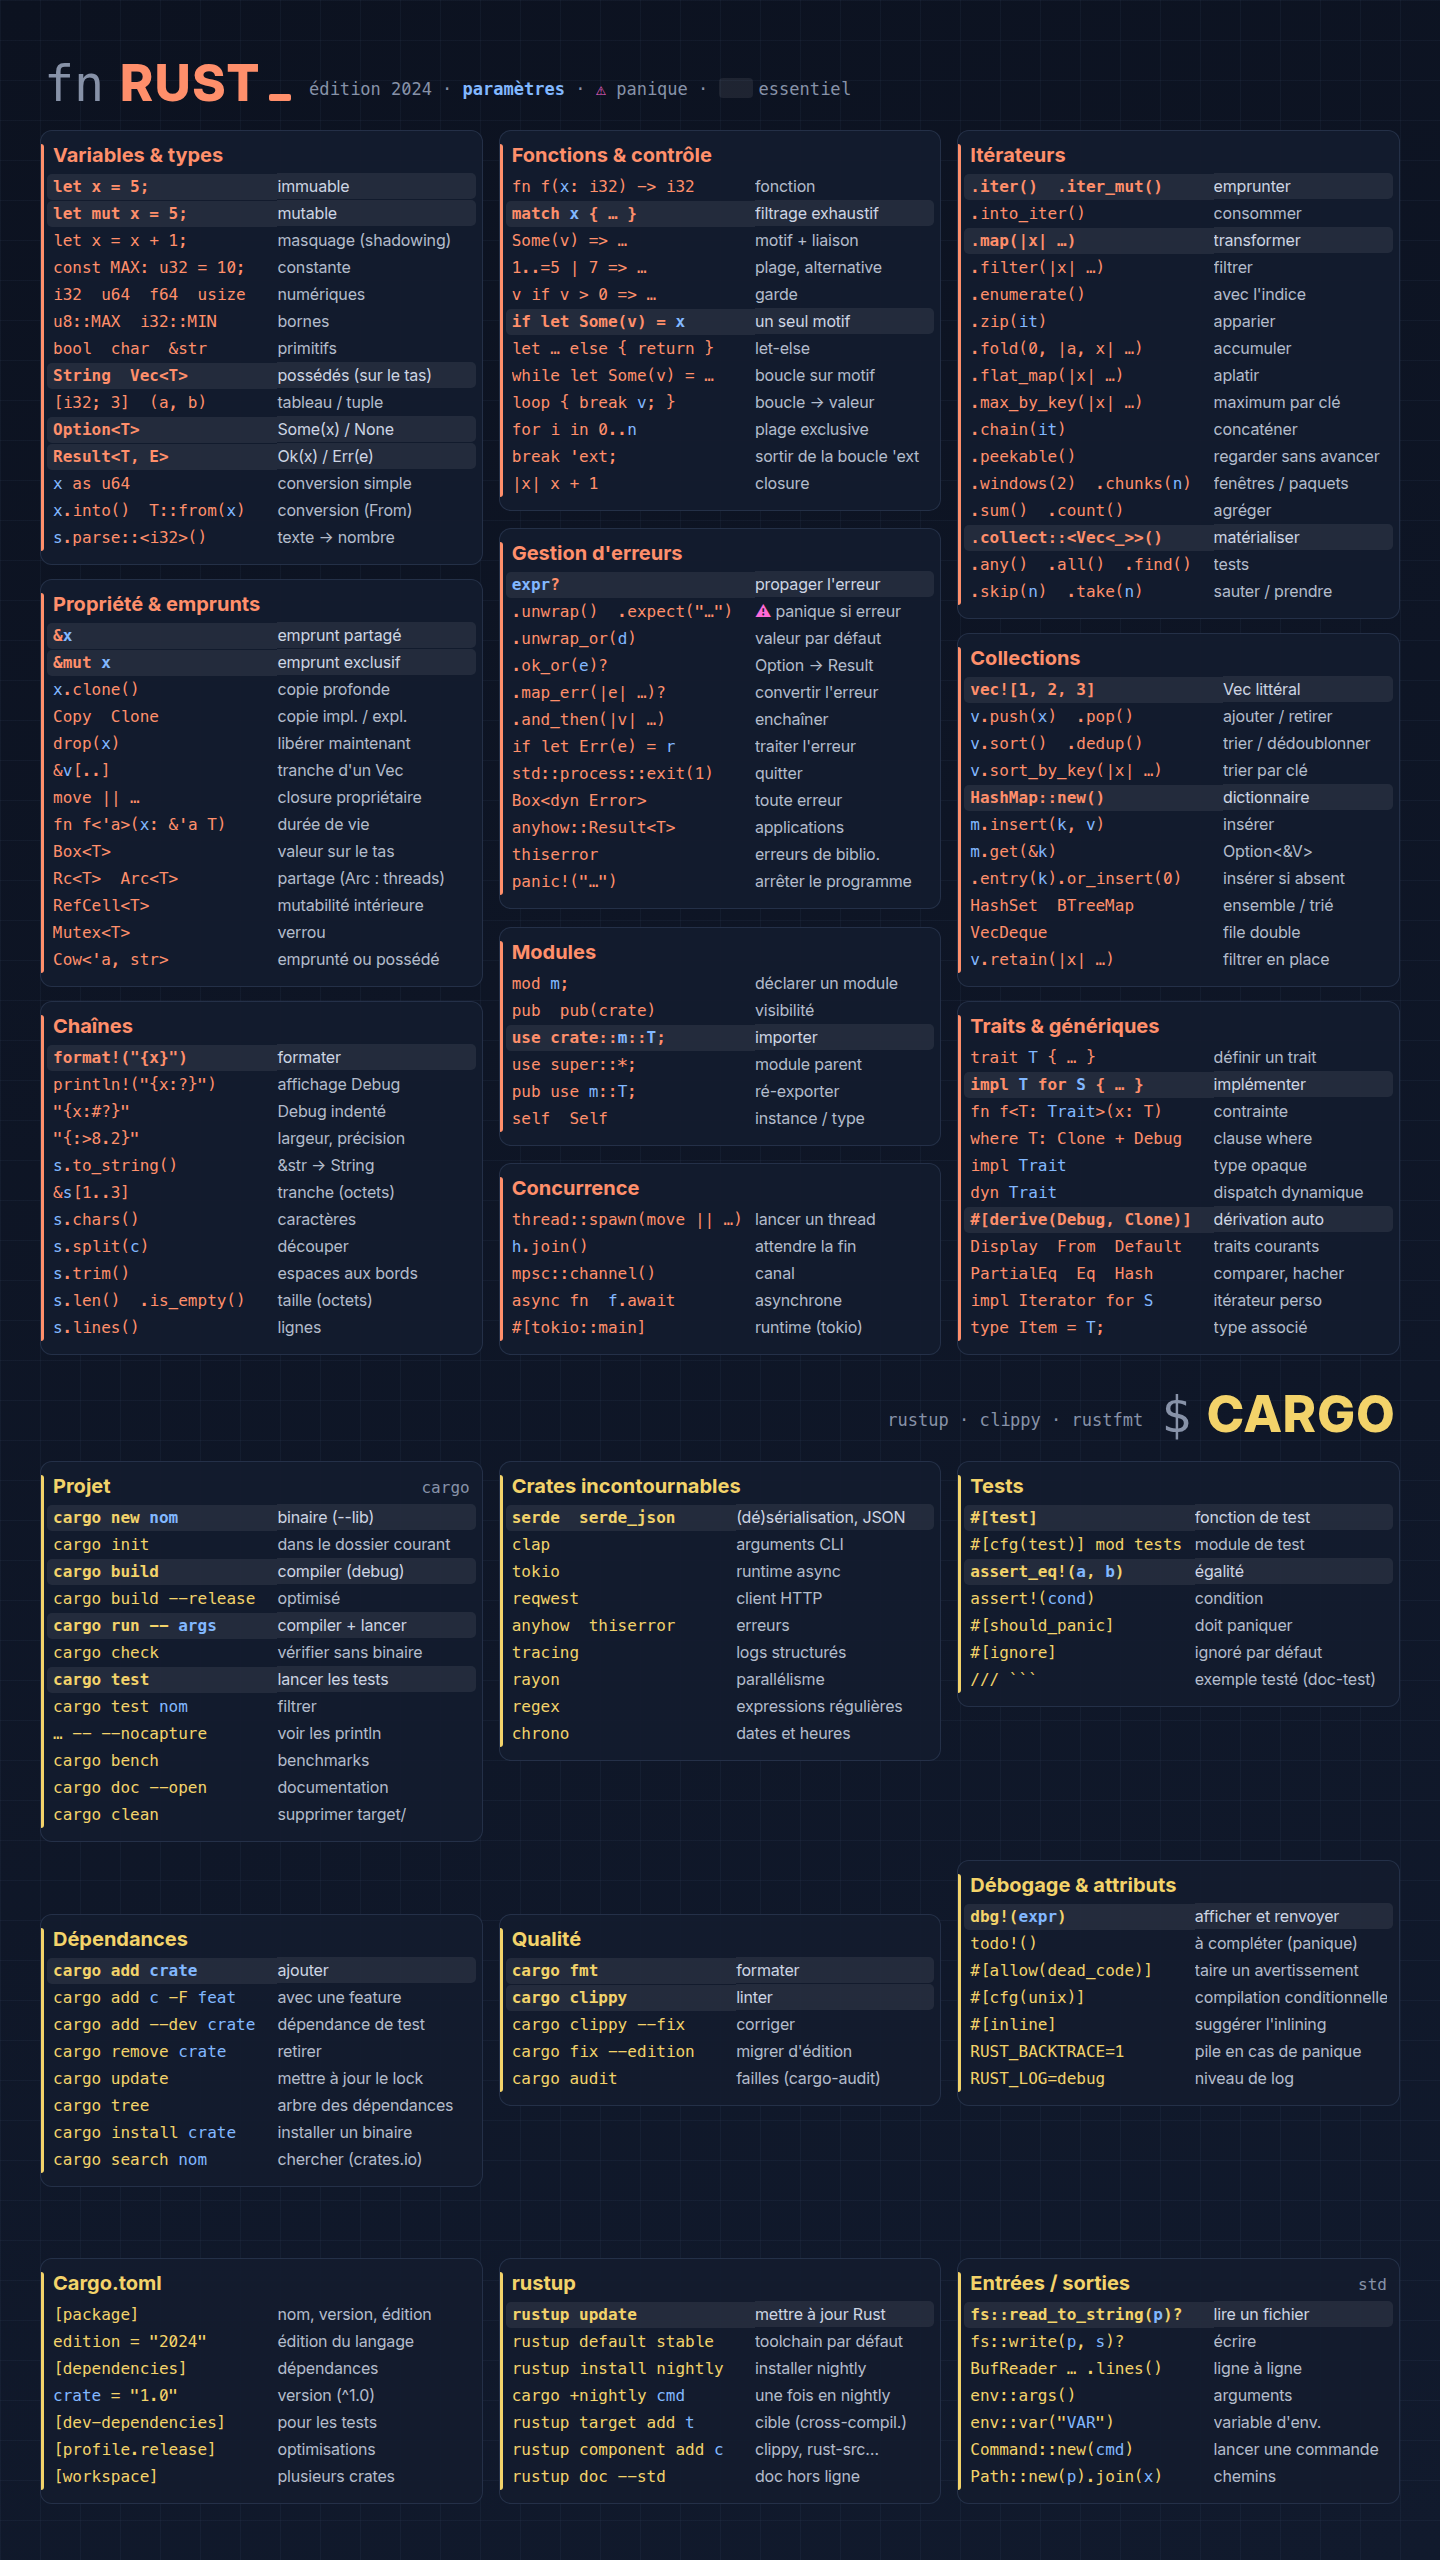 fn RUST_ édition 2024 · paramètres · ⚠ panique · essentiel
Variables & types
let x = 5; immuable
let mut x = 5; mutable
let x = x + 1; masquage (shadowing)
const MAX: u32 = 10; constante
i32  u64  f64  usize numériques
u8::MAX  i32::MIN bornes
bool  char  &str primitifs
String  Vec<T> possédés (sur le tas)
[i32; 3]  (a, b) tableau / tuple
Option<T> Some(x) / None
Result<T, E> Ok(x) / Err(e)
x as u64 conversion simple
x.into()  T::from(x) conversion (From)
s.parse::<i32>() texte → nombre
Propriété & emprunts
&x emprunt partagé
&mut x emprunt exclusif
x.clone() copie profonde
Copy  Clone copie impl. / expl.
drop(x) libérer maintenant
&v[..] tranche d'un Vec
move || … closure propriétaire
fn f<'a>(x: &'a T) durée de vie
Box<T> valeur sur le tas
Rc<T>  Arc<T> partage (Arc : threads)
RefCell<T> mutabilité intérieure
Mutex<T> verrou
Cow<'a, str> emprunté ou possédé
Chaînes
format!("{x}") formater
println!("{x:?}") affichage Debug
"{x:#?}" Debug indenté
"{:>8.2}" largeur, précision
s.to_string() &str → String
&s[1..3] tranche (octets)
s.chars() caractères
s.split(c) découper
s.trim() espaces aux bords
s.len()  .is_empty() taille (octets)
s.lines() lignes
Fonctions & contrôle
fn f(x: i32) -> i32 fonction
match x { … } filtrage exhaustif
Some(v) => … motif + liaison
1..=5 | 7 => … plage, alternative
v if v > 0 => … garde
if let Some(v) = x un seul motif
let … else { return } let-else
while let Some(v) = … boucle sur motif
loop { break v; } boucle → valeur
for i in 0..n plage exclusive
break 'ext; sortir de la boucle 'ext
|x| x + 1 closure
Gestion d'erreurs
expr? propager l'erreur
.unwrap()  .expect("…") ⚠ panique si erreur
.unwrap_or(d) valeur par défaut
.ok_or(e)? Option → Result
.map_err(|e| …)? convertir l'erreur
.and_then(|v| …) enchaîner
if let Err(e) = r traiter l'erreur
std::process::exit(1) quitter
Box<dyn Error> toute erreur
anyhow::Result<T> applications
thiserror erreurs de biblio.
panic!("…") arrêter le programme
Modules
mod m; déclarer un module
pub  pub(crate) visibilité
use crate::m::T; importer
use super::*; module parent
pub use m::T; ré-exporter
self  Self instance / type
Concurrence
thread::spawn(move || …) lancer un thread
h.join() attendre la fin
mpsc::channel() canal
async fn  f.await asynchrone
#[tokio::main] runtime (tokio)
Itérateurs
.iter()  .iter_mut() emprunter
.into_iter() consommer
.map(|x| …) transformer
.filter(|x| …) filtrer
.enumerate() avec l'indice
.zip(it) apparier
.fold(0, |a, x| …) accumuler
.flat_map(|x| …) aplatir
.max_by_key(|x| …) maximum par clé
.chain(it) concaténer
.peekable() regarder sans avancer
.windows(2)  .chunks(n) fenêtres / paquets
.sum()  .count() agréger
.collect::<Vec<_>>() matérialiser
.any()  .all()  .find() tests
.skip(n)  .take(n) sauter / prendre
Collections
vec![1, 2, 3] Vec littéral
v.push(x)  .pop() ajouter / retirer
v.sort()  .dedup() trier / dédoublonner
v.sort_by_key(|x| …) trier par clé
HashMap::new() dictionnaire
m.insert(k, v) insérer
m.get(&k) Option<&V>
.entry(k).or_insert(0) insérer si absent
HashSet  BTreeMap ensemble / trié
VecDeque file double
v.retain(|x| …) filtrer en place
Traits & génériques
trait T { … } définir un trait
impl T for S { … } implémenter
fn f<T: Trait>(x: T) contrainte
where T: Clone + Debug clause where
impl Trait type opaque
dyn Trait dispatch dynamique
#[derive(Debug, Clone)] dérivation auto
Display  From  Default traits courants
PartialEq  Eq  Hash comparer, hacher
impl Iterator for S itérateur perso
type Item = T; type associé
rustup · clippy · rustfmt $ CARGO
Projet cargo
cargo new nom binaire (--lib)
cargo init dans le dossier courant
cargo build compiler (debug)
cargo build --release optimisé
cargo run -- args compiler + lancer
cargo check vérifier sans binaire
cargo test lancer les tests
cargo test nom filtrer
… -- --nocapture voir les println
cargo bench benchmarks
cargo doc --open documentation
cargo clean supprimer target/
Crates incontournables
serde  serde_json (dé)sérialisation, JSON
clap arguments CLI
tokio runtime async
reqwest client HTTP
anyhow  thiserror erreurs
tracing logs structurés
rayon parallélisme
regex expressions régulières
chrono dates et heures
Tests
#[test] fonction de test
#[cfg(test)] mod tests module de test
assert_eq!(a, b) égalité
assert!(cond) condition
#[should_panic] doit paniquer
#[ignore] ignoré par défaut
/// ``` exemple testé (doc-test)
Dépendances
cargo add crate ajouter
cargo add c -F feat avec une feature
cargo add --dev crate dépendance de test
cargo remove crate retirer
cargo update mettre à jour le lock
cargo tree arbre des dépendances
cargo install crate installer un binaire
cargo search nom chercher (crates.io)
Qualité
cargo fmt formater
cargo clippy linter
cargo clippy --fix corriger
cargo fix --edition migrer d'édition
cargo audit failles (cargo-audit)
Débogage & attributs
dbg!(expr) afficher et renvoyer
todo!() à compléter (panique)
#[allow(dead_code)] taire un avertissement
#[cfg(unix)] compilation conditionnelle
#[inline] suggérer l'inlining
RUST_BACKTRACE=1 pile en cas de panique
RUST_LOG=debug niveau de log
Cargo.toml
[package] nom, version, édition
edition = "2024" édition du langage
[dependencies] dépendances
crate = "1.0" version (^1.0)
[dev-dependencies] pour les tests
[profile.release] optimisations
[workspace] plusieurs crates
rustup
rustup update mettre à jour Rust
rustup default stable toolchain par défaut
rustup install nightly installer nightly
cargo +nightly cmd une fois en nightly
rustup target add t cible (cross-compil.)
rustup component add c clippy, rust-src…
rustup doc --std doc hors ligne
Entrées / sorties std
fs::read_to_string(p)? lire un fichier
fs::write(p, s)? écrire
BufReader … .lines() ligne à ligne
env::args() arguments
env::var("VAR") variable d'env.
Command::new(cmd) lancer une commande
Path::new(p).join(x) chemins